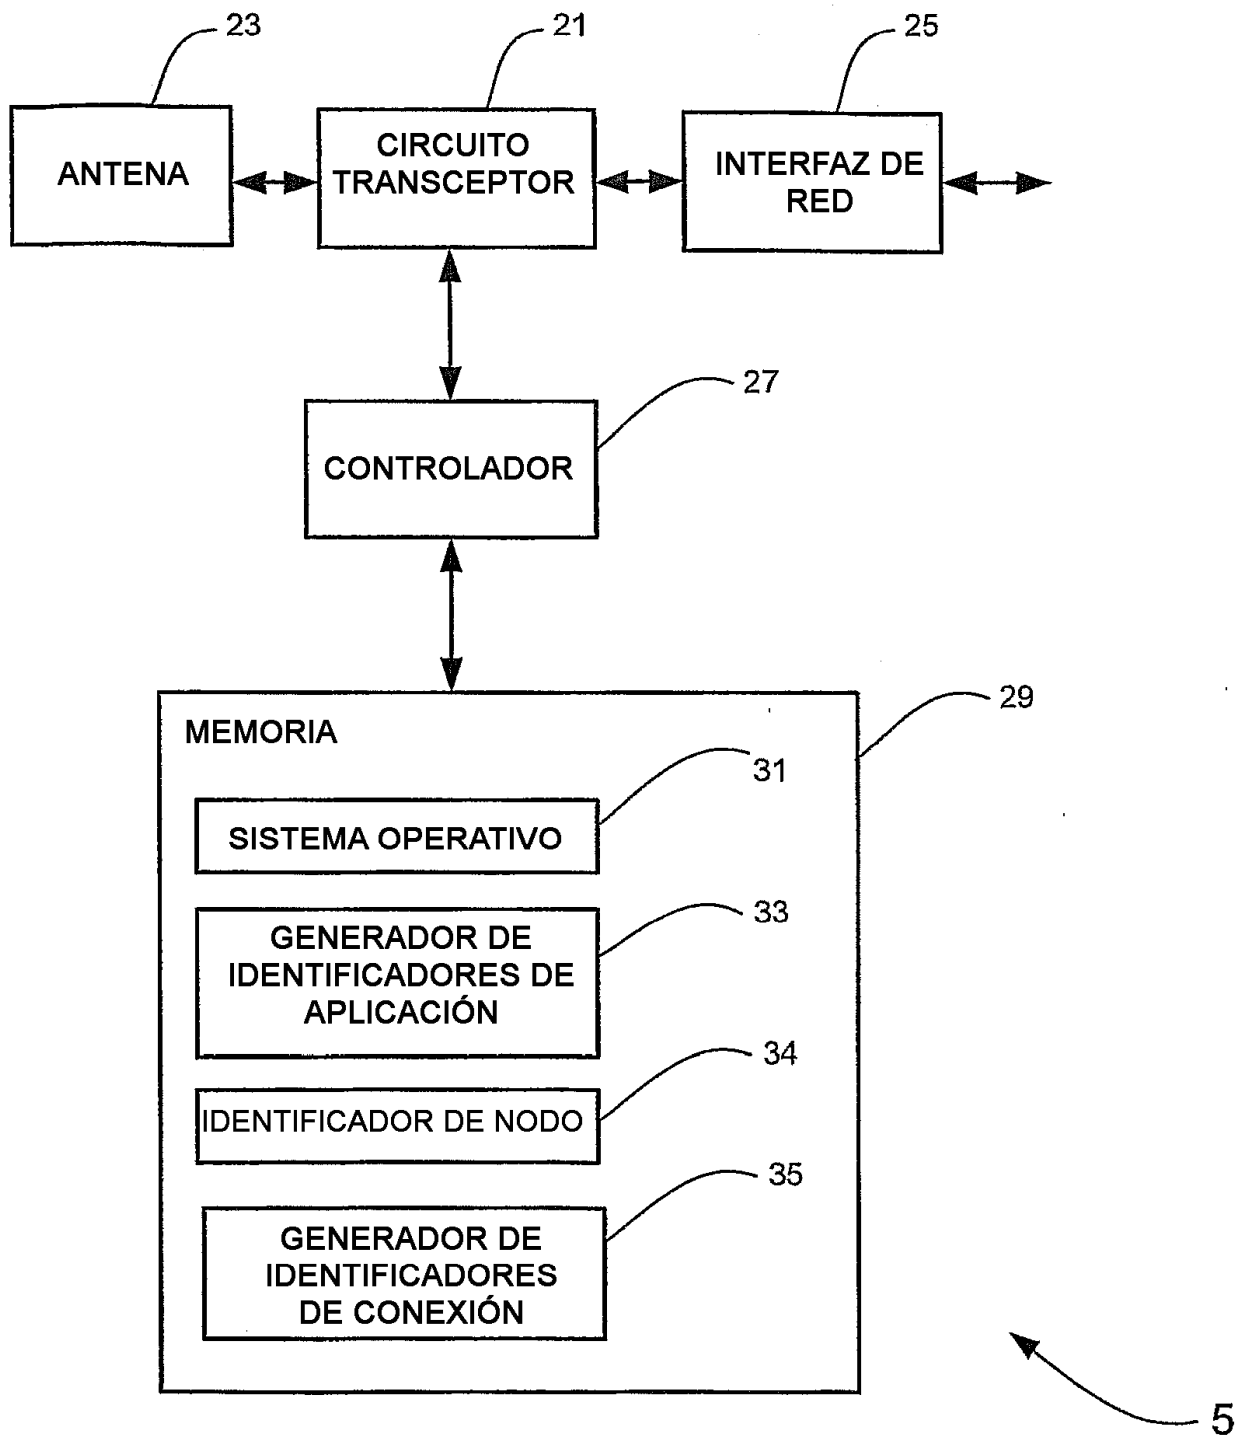 23
21
25
ANTENA
CIRCUITO
TRANSCEPTOR
INTERFAZ DE
RED
27
CONTROLADOR
29
MEMORIA
31
SISTEMA OPERATIVO
33
GENERADOR DE
IDENTIFICADORES DE
APLICACIÓN
34
IDENTIFICADOR DE NODO
35
GENERADOR DE
IDENTIFICADORES
DE CONEXIÓN
5